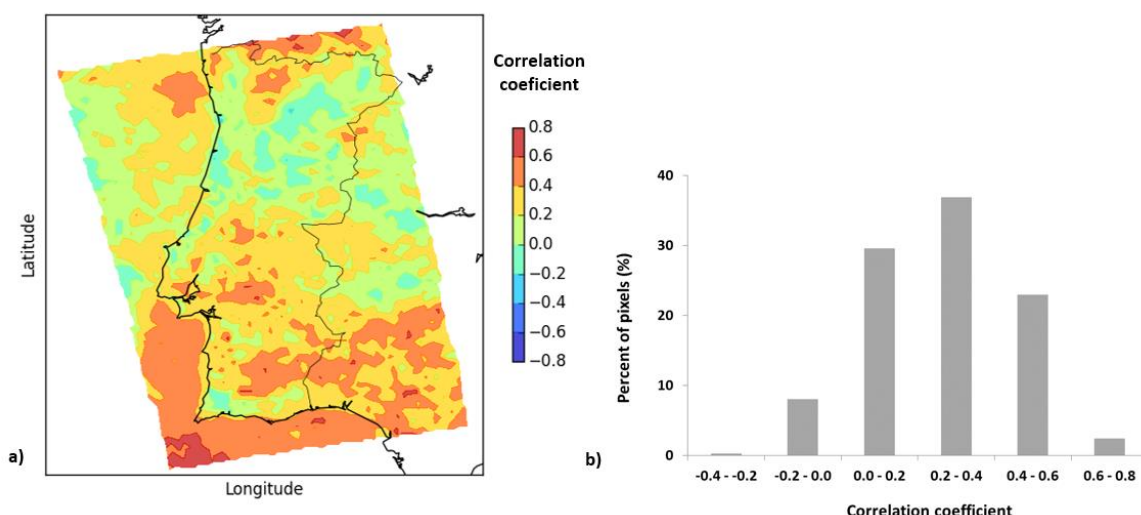 Correlation
coeficient
0.8
0.6
0.4
0.2
0.0
−0.2
−0.4
−0.6
−0.8
Latitude
Longitude
a)
40
30
20
10
0
Percent of pixels (%)
-0.4 - -0.2 -0.2 - 0.0 0.0 - 0.2 0.2 - 0.4 0.4 - 0.6 0.6 - 0.8
Correlation coefficient
b)